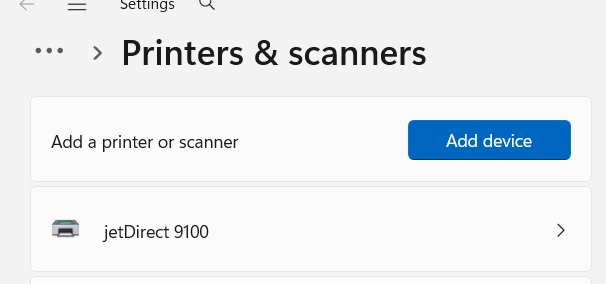 Settings
Printers & scanners
Add a printer or scanner
Add device
jetDirect 9100